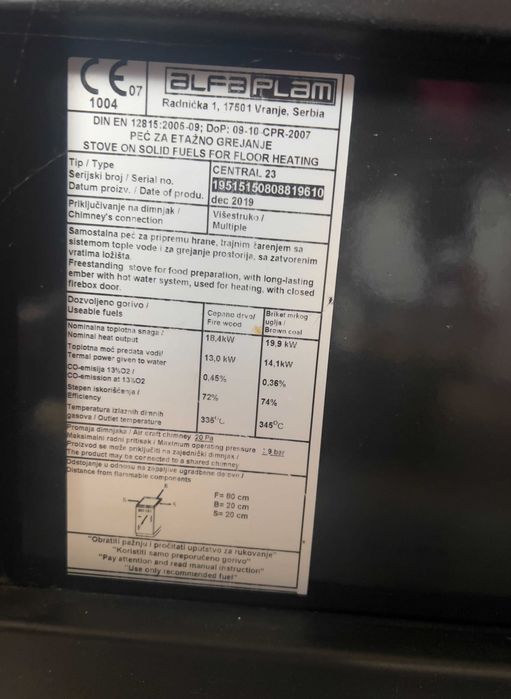 CE 07
1004
ALFA PLAM
Radnička 1, 17501 Vranje, Serbia
DIN EN 12815:2005-09; DoP: 09-10-CPR-2007
PEĆ ZA ETAŽNO GREJANJE
STOVE ON SOLID FUELS FOR FLOOR HEATING
Tip / Type CENTRAL 23
Serijski broj / Serial no. 19515150808819610
Datum proizv. / Date of produ. dec 2019
Priključivanje na dimnjak / Višestruko /
Chimney's connection Multiple
Samostalna peć za pripremu hrane, trajnim žarenjem sa
sistemom tople vode i za grejanje prostorija, sa zatvorenim
vratima ložišta.
Freestanding stove for food preparation, with long-lasting
ember with hot water system, used for heating, with closed
firebox door.
Dozvoljeno gorivo / Cepano drvo/ Briket mrkog
Useable fuels Fire wood uglja /
Brown coal
Nominalna toplotna snaga /
Nominal heat output 18,4kW 19,9 kW
Toplotna moć predata vodi/
Termal power given to water 13,0 kW 14,1kW
CO-emisija 13%O2 /
CO-emission at 13%O2 0,45% 0,36%
Stepen iskorišćenja /
Efficiency 72% 74%
Temperatura izlaznih dimnih
gasova / Outlet temperature 335°C 345°C
Promaja dimnjaka / Air craft chimney 20 Pa
Maksimalni radni pritisak / Maximum operating pressure : 9 bar
Proizvod se može priključiti na zajednički dimnjak /
The product may be connected to a shared chimney
Odstojanje u odnosu na zapaljive ugradbene delove /
Distance from flammable components
F= 80 cm
B= 20 cm
S= 20 cm
"Obratiti pažnju i pročitati uputstvo za rukovanje"
"Koristiti samo preporučeno gorivo"
"Pay attention and read manual instruction"
"Use only recommended fuel"